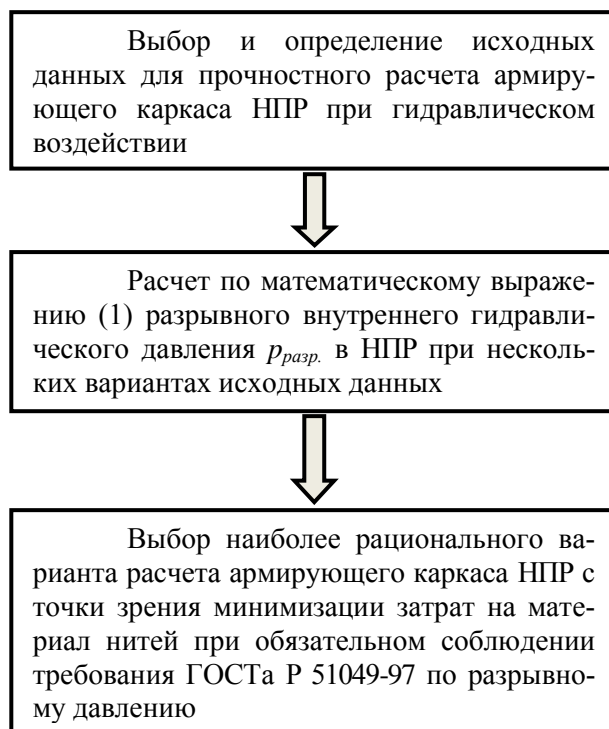 Выбор и определение исходных
данных для прочностного расчета армиру-
ющего каркаса НПР при гидравлическом
воздействии
Расчет по математическому выраже-
нию (1) разрывного внутреннего гидравли-
ческого давления pразр. в НПР при несколь-
ких вариантах исходных данных
Выбор наиболее рационального ва-
рианта расчета армирующего каркаса НПР с
точки зрения минимизации затрат на мате-
риал нитей при обязательном соблюдении
требования ГОСТа Р 51049-97 по разрывно-
му давлению